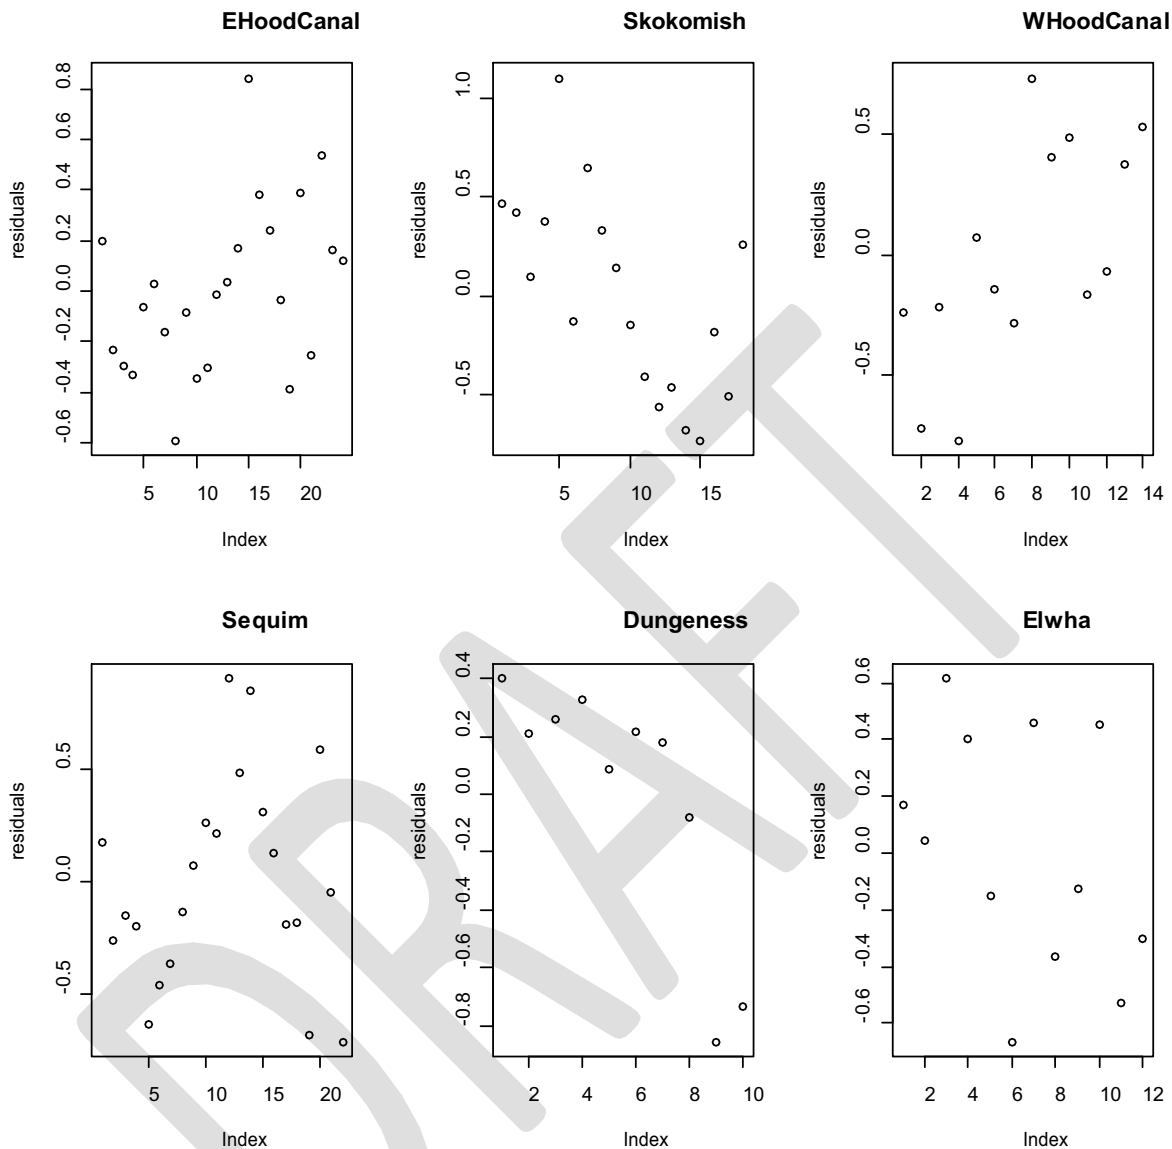 EHoodCanal
Skokomish
WHoodCanal
residuals
0.8
0.6
0.4
0.2
0.0
-0.2
-0.4
-0.6
5 10 15 20
Index
residuals
1.0
0.5
0.0
-0.5
5 10 15
Index
residuals
0.5
0.0
-0.5
2 4 6 8 10 12 14
Index
Sequim
Dungeness
Elwha
residuals
0.5
0.0
-0.5
5 10 15 20
Index
residuals
0.4
0.2
0.0
-0.2
-0.4
-0.6
-0.8
2 4 6 8 10
Index
residuals
0.6
0.4
0.2
0.0
-0.2
-0.4
-0.6
2 4 6 8 10 12
Index
DRAFT